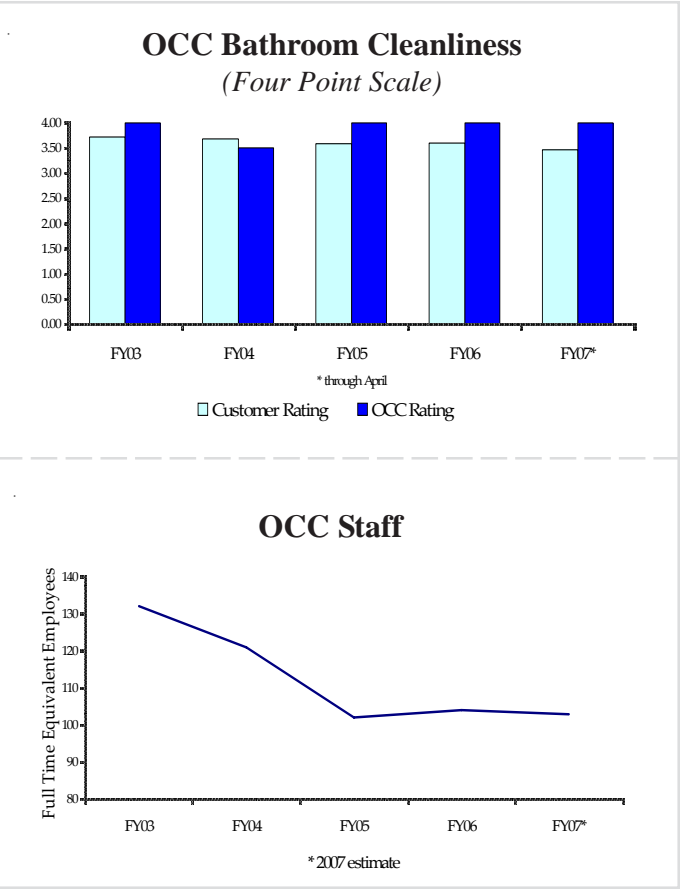 OCC Bathroom Cleanliness
(Four Point Scale)
4.00
3.50
3.00
2.50
2.00
1.50
1.00
0.50
0.00
FY03 FY04 FY05 FY06 FY07*
* through April
Customer Rating OCC Rating
OCC Staff
Full Time Equivalent Employees
140
130
120
110
100
90
80
FY03 FY04 FY05 FY06 FY07*
* 2007 estimate